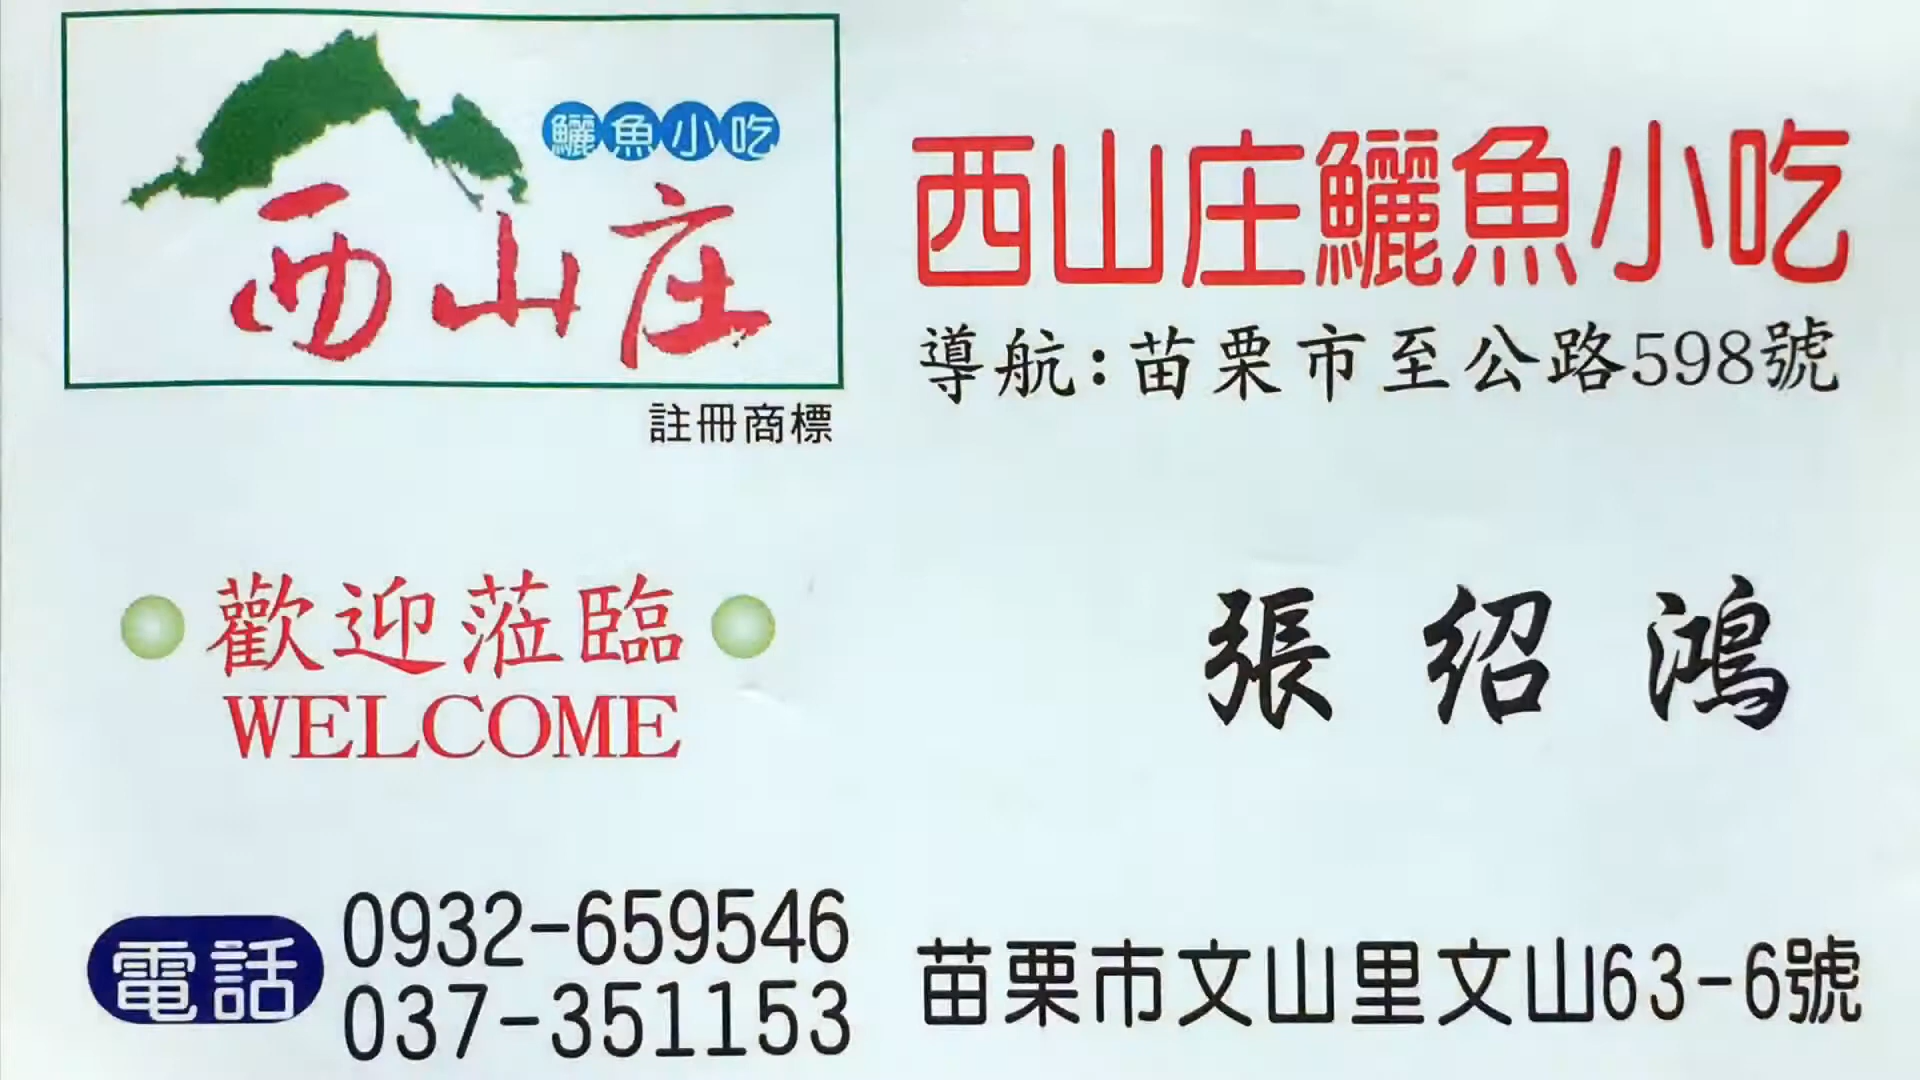 鱺魚小吃
西山庄
註冊商標
西山庄鱺魚小吃
導航:苗栗市至公路598號
歡迎蒞臨
WELCOME
張紹鴻
電話
0932-659546
037-351153
苗栗市文山里文山63-6號